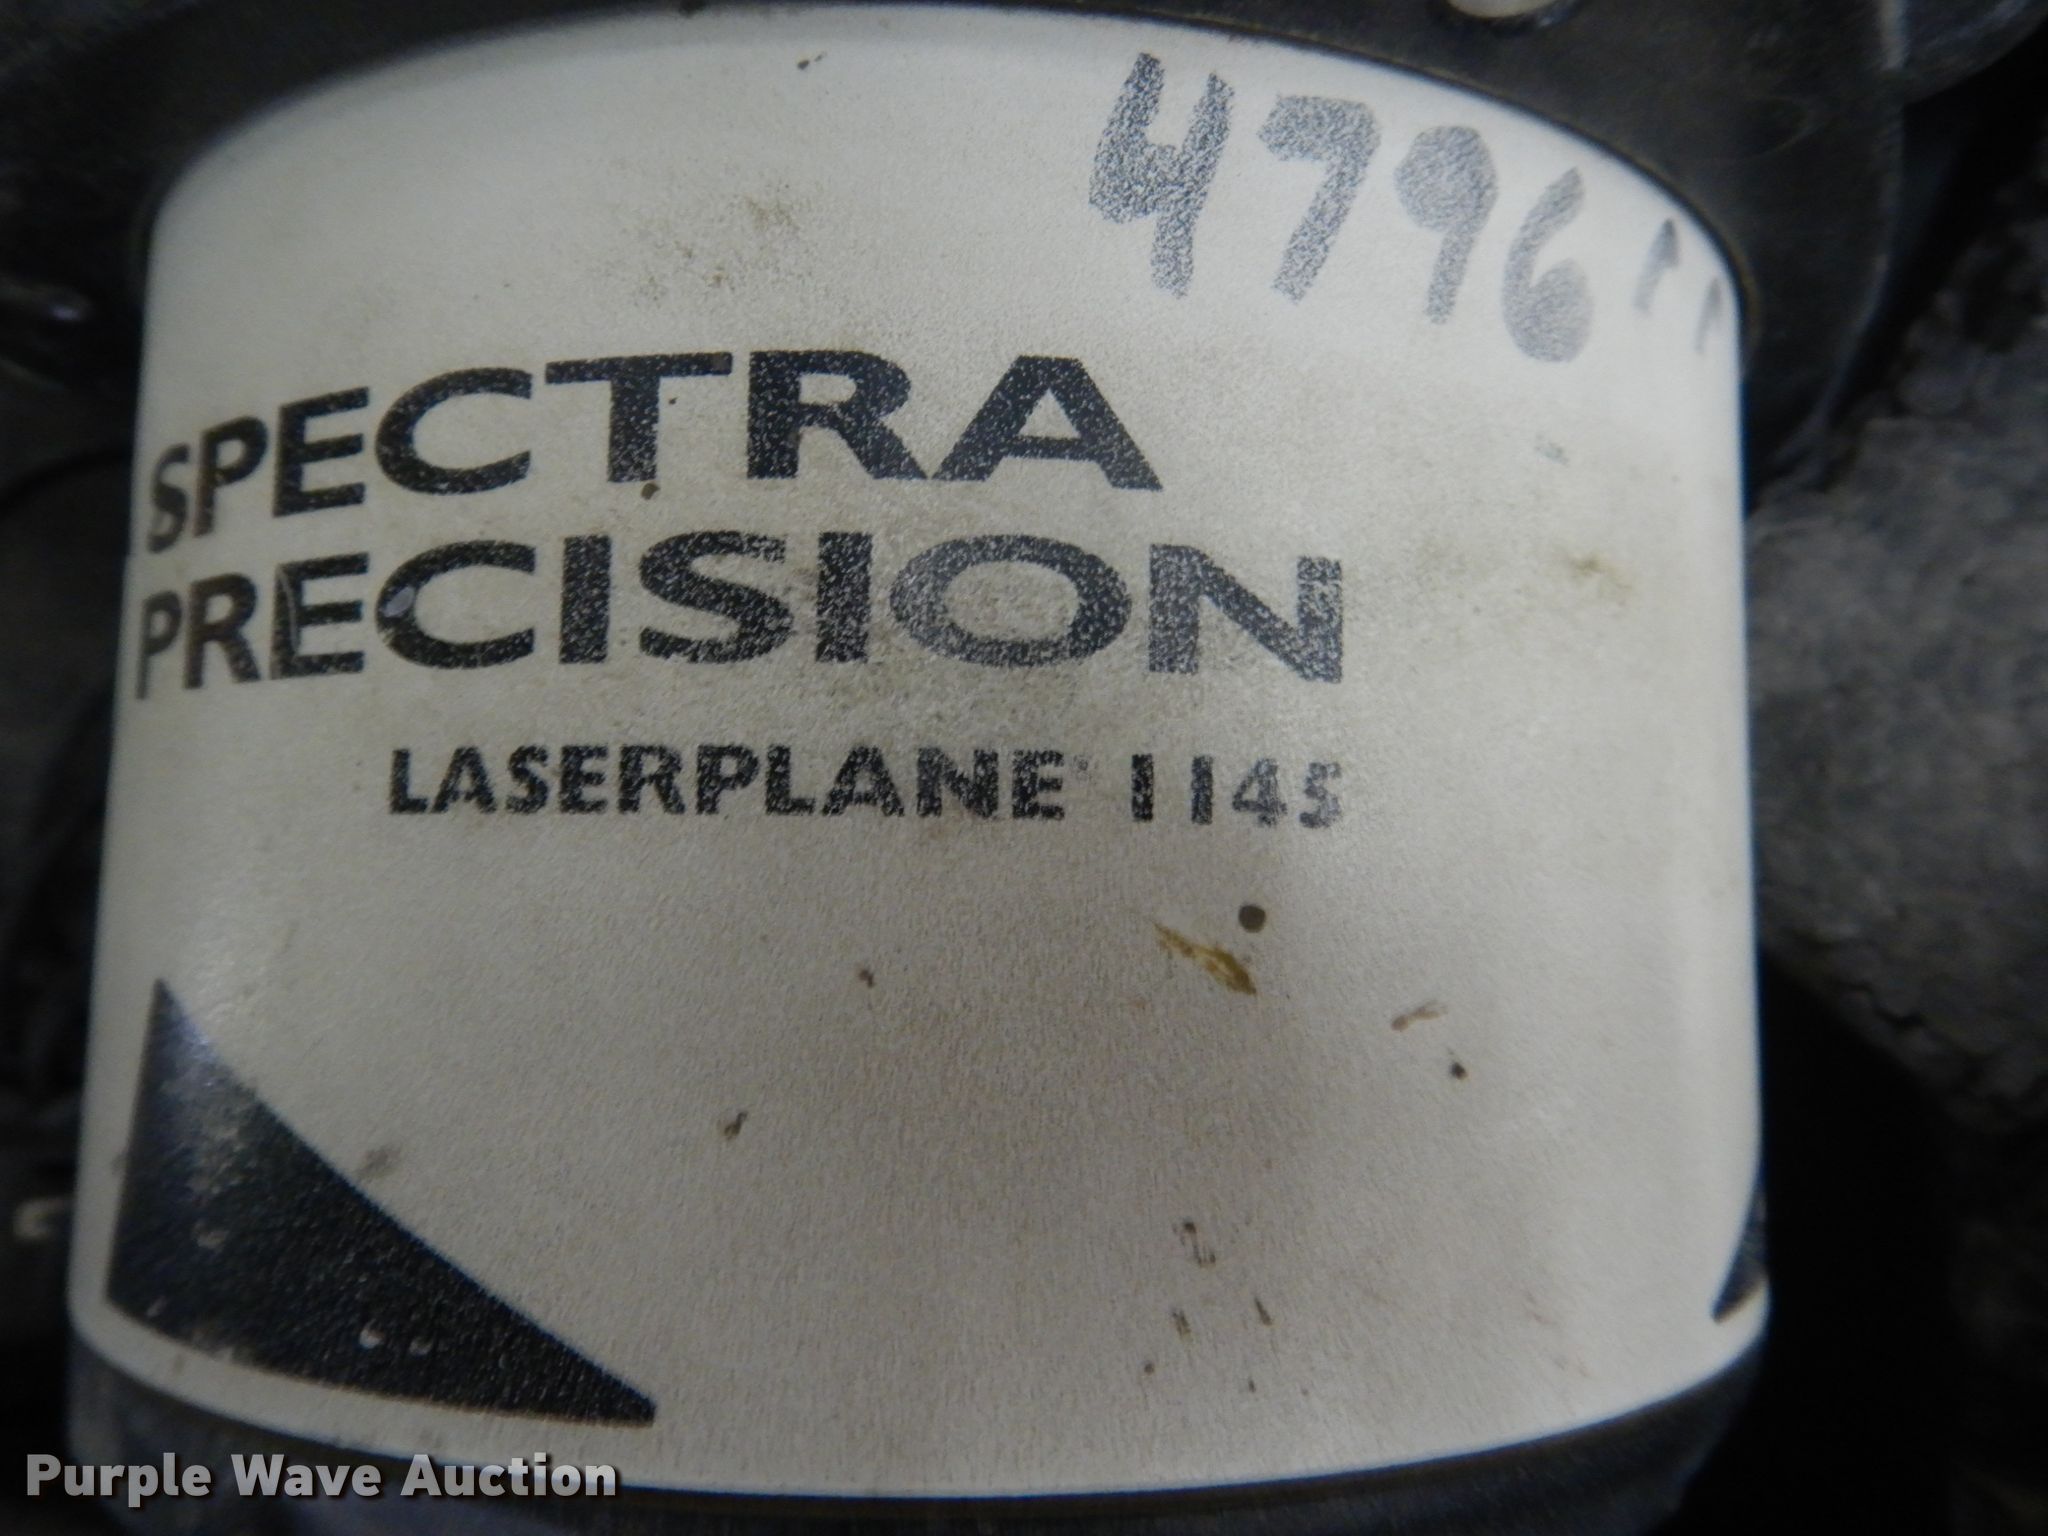 4796"
SPECTRA
PRECISION
LASERPLANE 1145
Purple Wave Auction